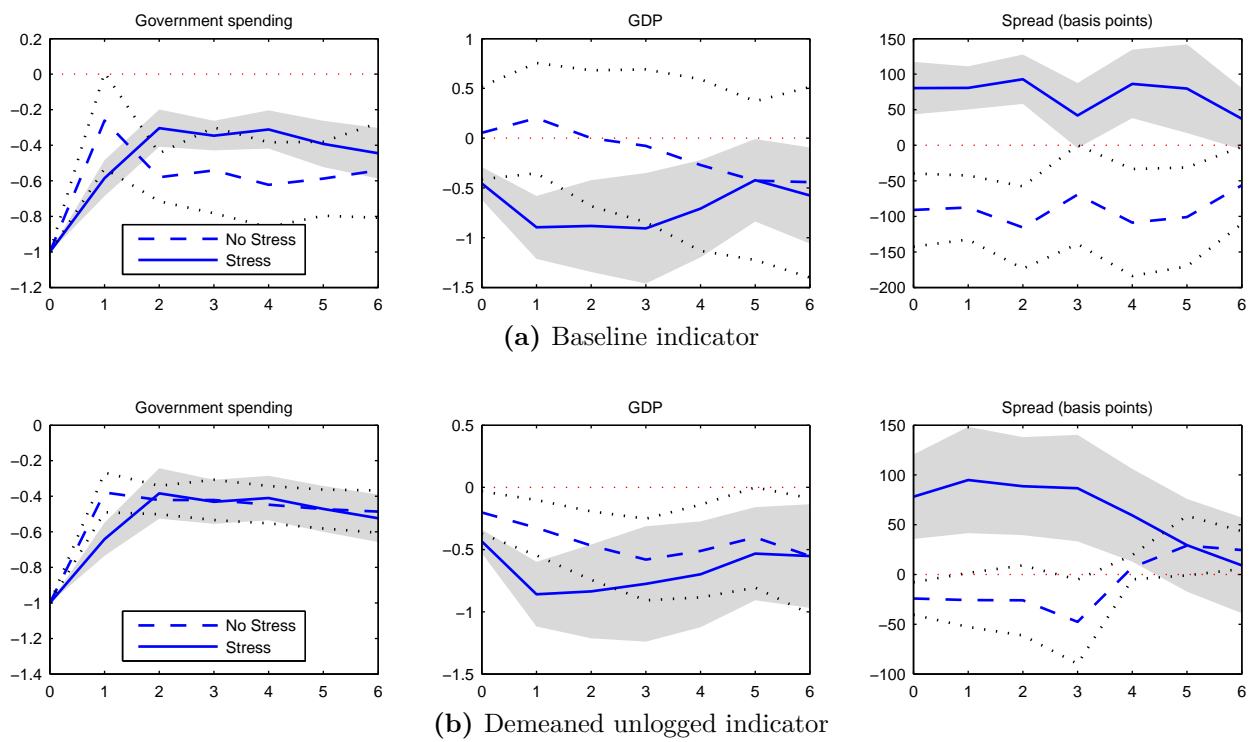 Government spending
0.2
0
−0.2
−0.4
−0.6
−0.8
−1
−1.2
0 1 2 3 4 5 6
No Stress
Stress
GDP
1
0.5
0
−0.5
−1
−1.5
0 1 2 3 4 5 6
Spread (basis points)
150
100
50
0
−50
−100
−150
−200
0 1 2 3 4 5 6
(a) Baseline indicator
Government spending
0
−0.2
−0.4
−0.6
−0.8
−1
−1.2
−1.4
0 1 2 3 4 5 6
No Stress
Stress
GDP
0.5
0
−0.5
−1
−1.5
0 1 2 3 4 5 6
Spread (basis points)
150
100
50
0
−50
−100
0 1 2 3 4 5 6
(b) Demeaned unlogged indicator